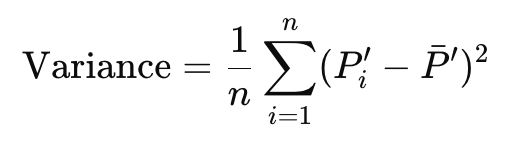 Variance = \frac{1}{n} \sum_{i=1}^{n} (P'_i - \bar{P}')^2